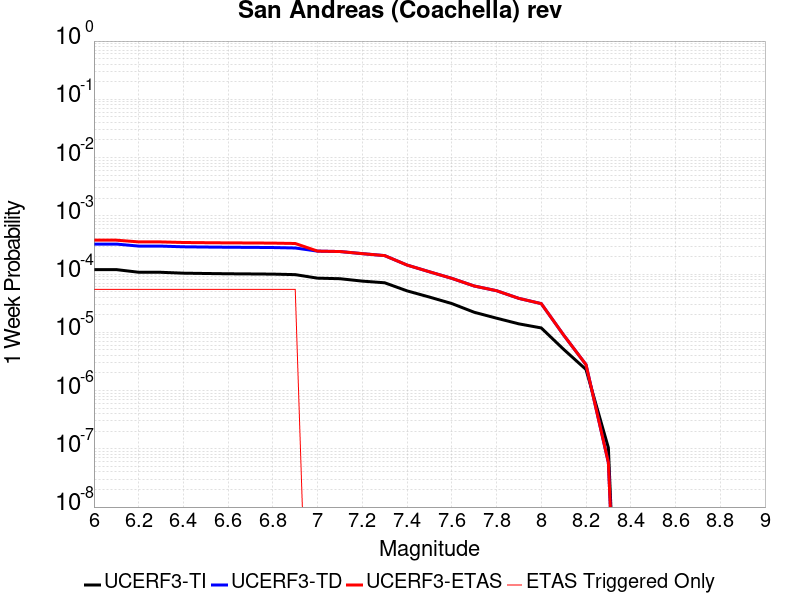 San Andreas (Coachella) rev
10^0
10^-1
10^-2
10^-3
10^-4
10^-5
10^-6
10^-7
10^-8
1 Week Probability
6 6.2 6.4 6.6 6.8 7 7.2 7.4 7.6 7.8 8 8.2 8.4 8.6 8.8 9
Magnitude
UCERF3-TI UCERF3-TD UCERF3-ETAS ETAS Triggered Only